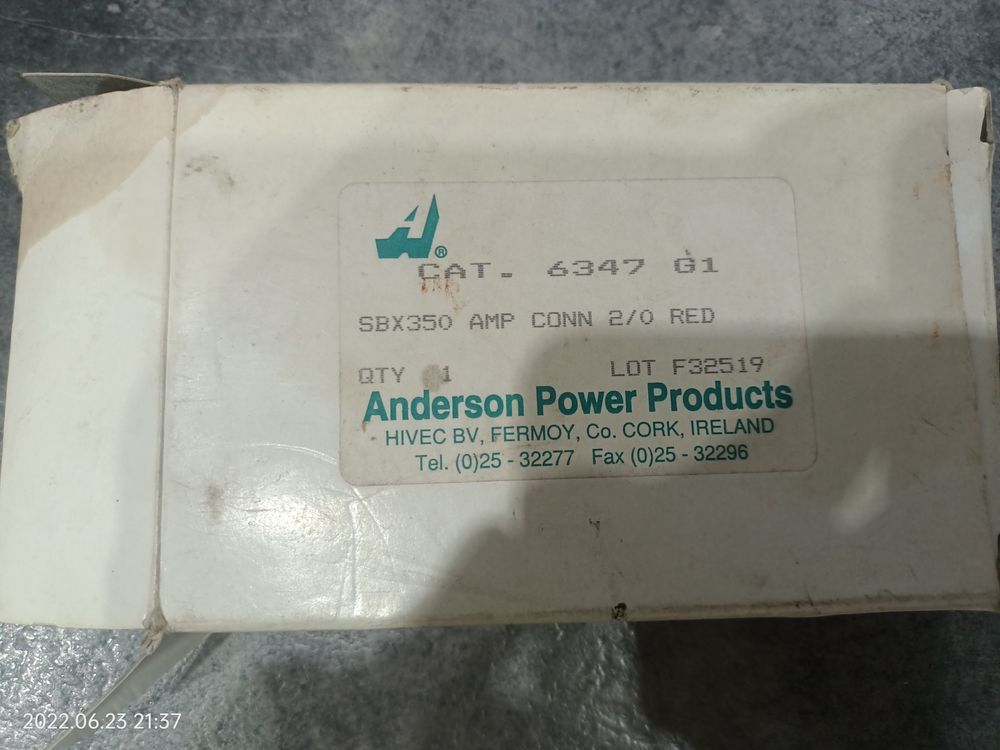 ®
CAT. 6347 G1
SBX350 AMP CONN 2/0 RED
QTY 1 LOT F32519
Anderson Power Products
HIVEC BV, FERMOY, Co. CORK, IRELAND
Tel. (0)25 - 32277 Fax (0)25 - 32296
2022.06.23 21:37